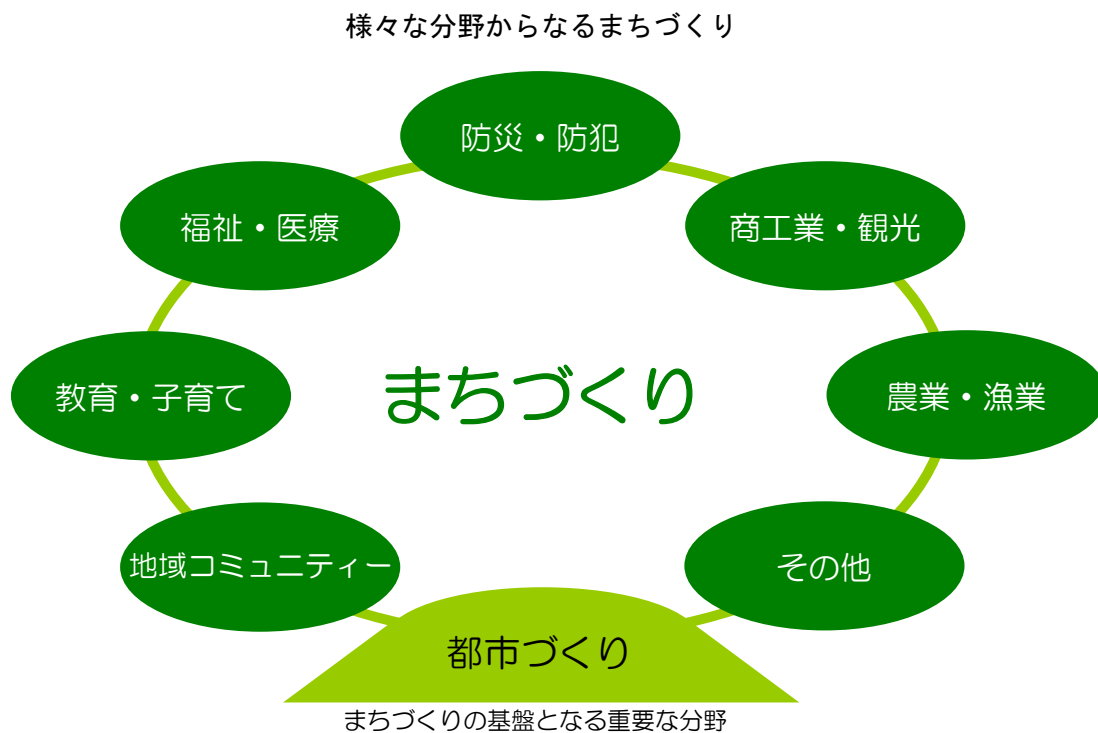 様々な分野からなるまちづくり
防災・防犯
福祉・医療
商工業・観光
教育・子育て
まちづくり
農業・漁業
地域コミュニティー
その他
都市づくり
まちづくりの基盤となる重要な分野